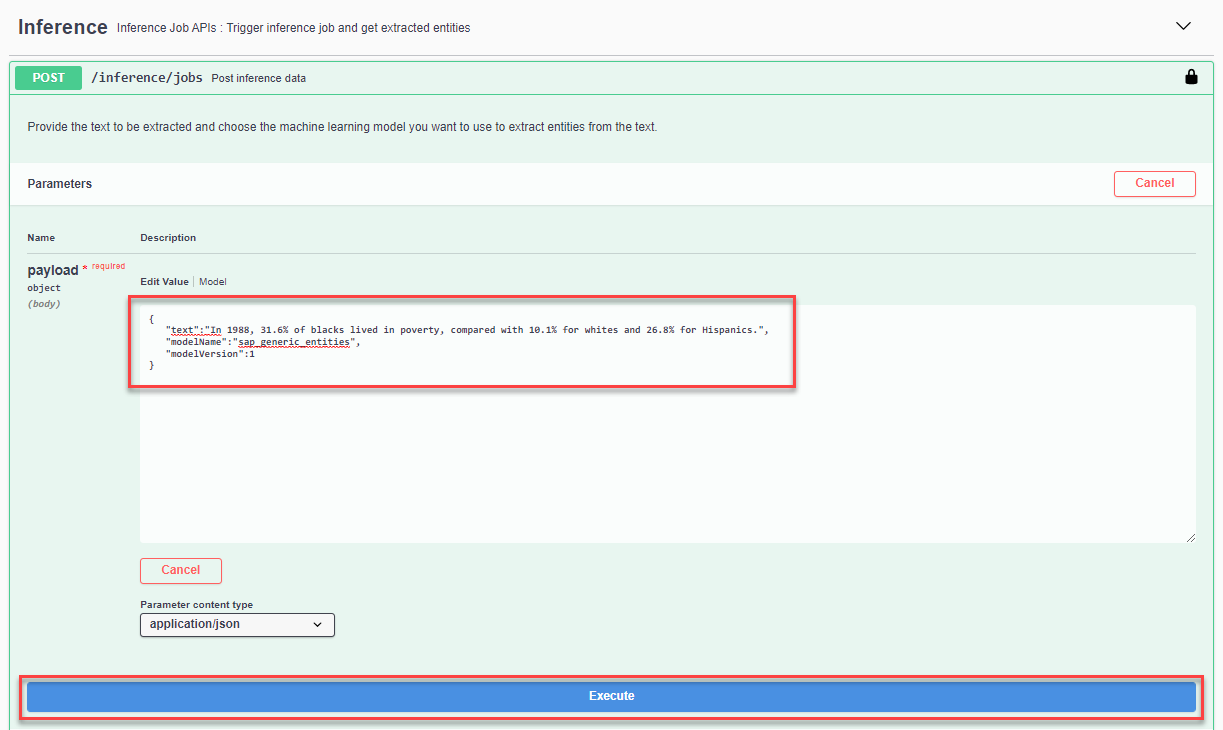 Inference Inference Job APIs : Trigger inference job and get extracted entities
POST /inference/jobs Post inference data
Provide the text to be extracted and choose the machine learning model you want to use to extract entities from the text.
Parameters Cancel
Name Description
payload * required
object
(body)
Edit Value | Model
{
"text":"In 1988, 31.6% of blacks lived in poverty, compared with 10.1% for whites and 26.8% for Hispanics.",
"modelName":"sap_generic_entities",
"modelVersion":1
}
Cancel
Parameter content type
application/json
Execute